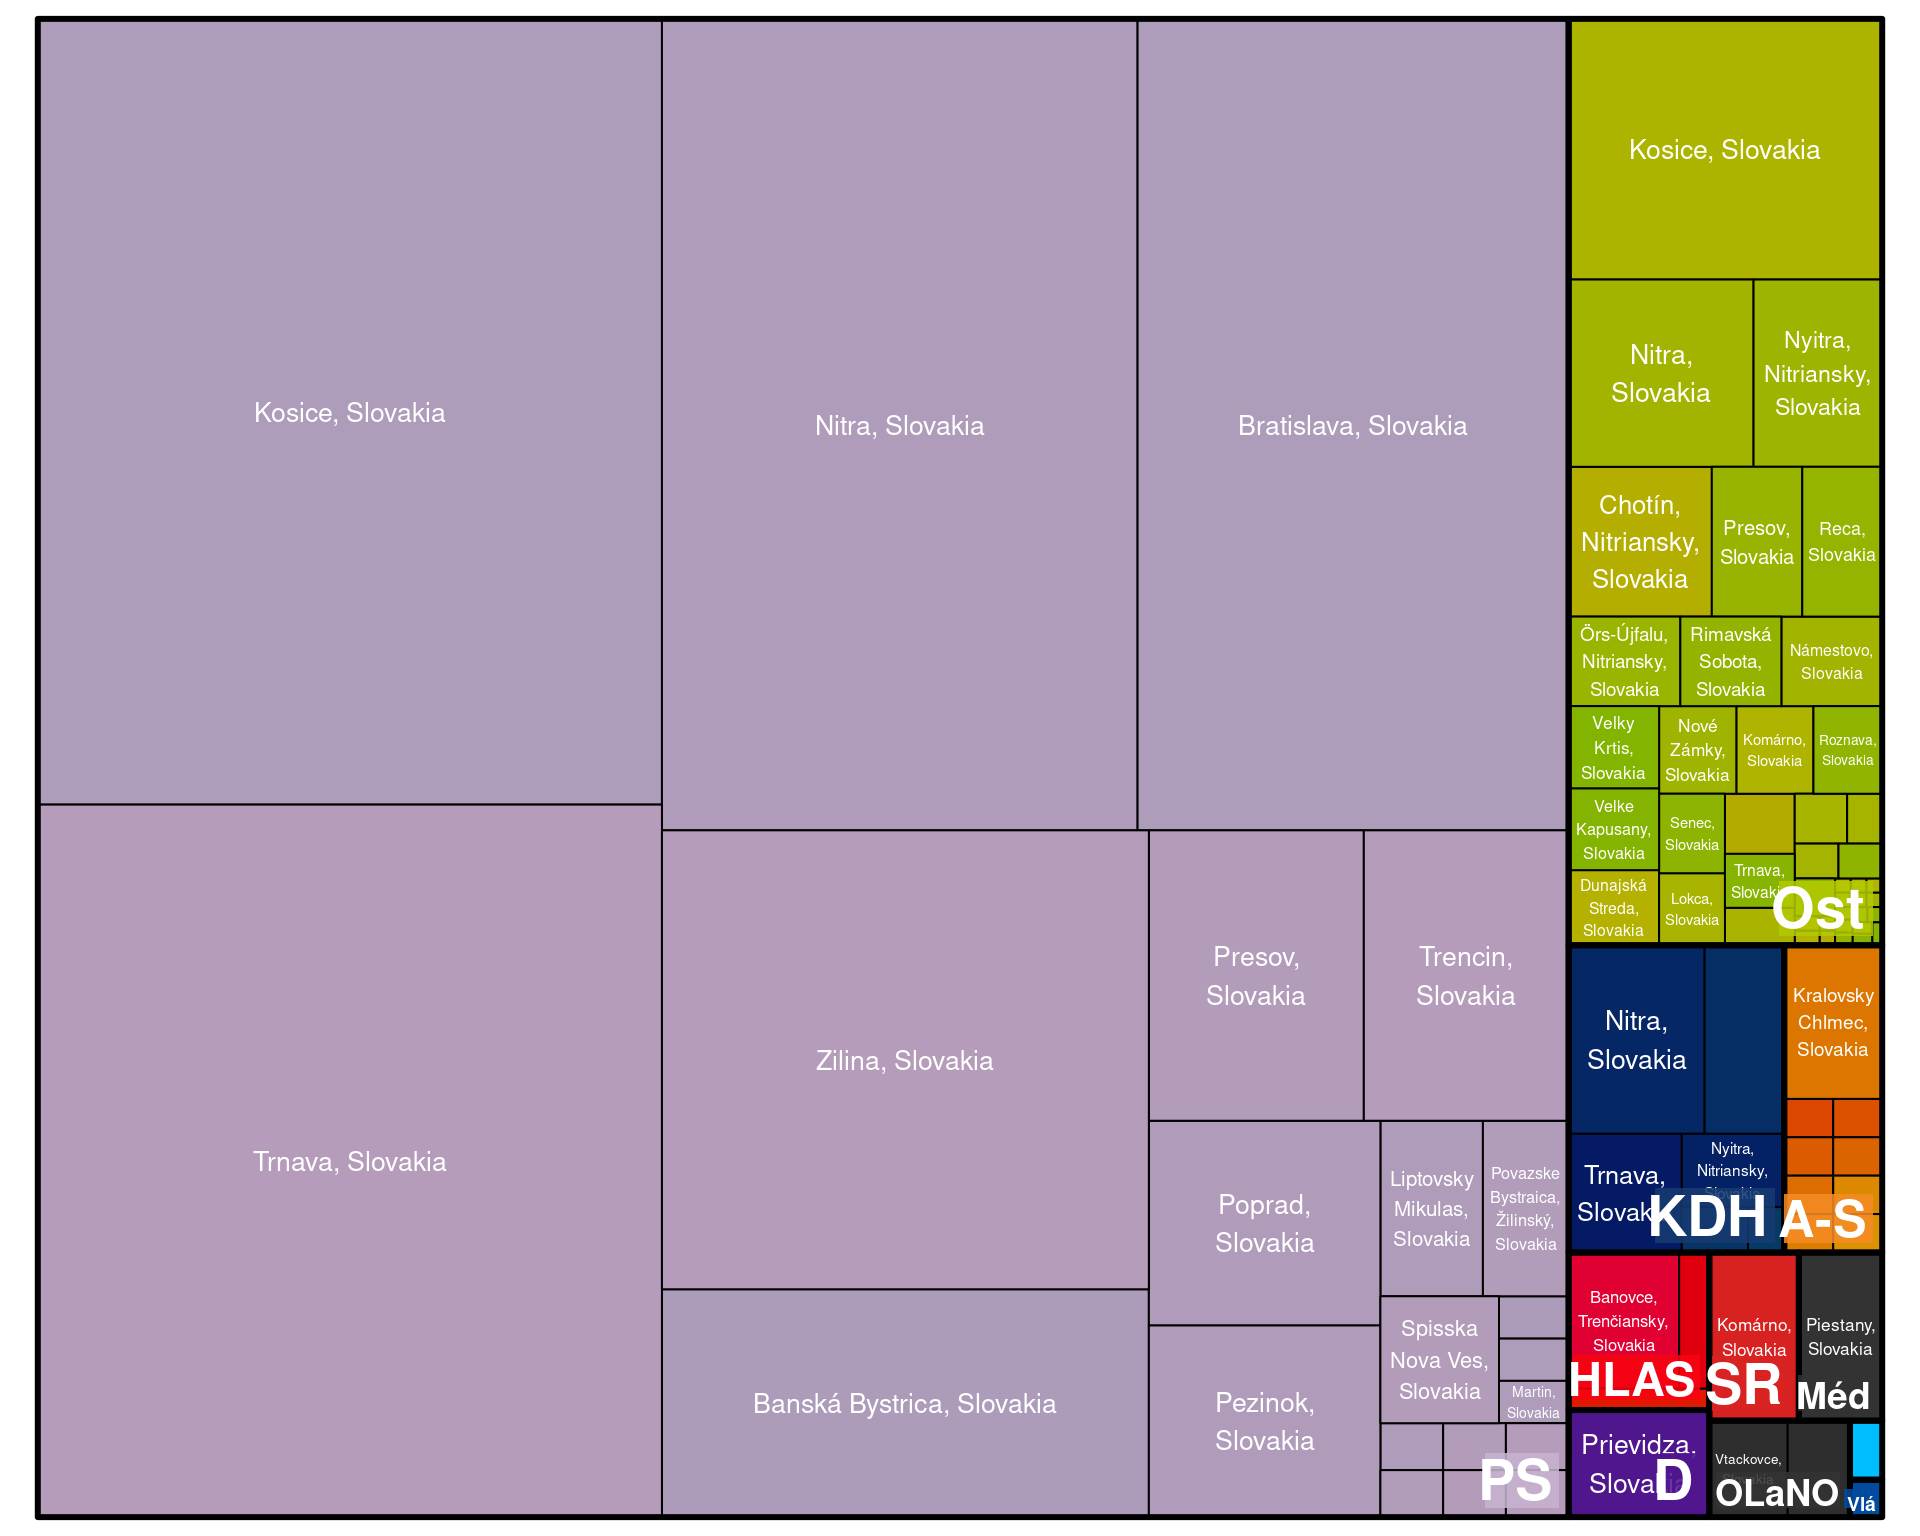 Kosice, Slovakia
Trnava, Slovakia
Nitra, Slovakia
Bratislava, Slovakia
Zilina, Slovakia
Banská Bystrica, Slovakia
Presov,
Slovakia
Trencin,
Slovakia
Poprad,
Slovakia
Pezinok,
Slovakia
Liptovsky
Mikulas,
Slovakia
Povazske
Bystraica,
Žilinský,
Slovakia
Spisska
Nova Ves,
Slovakia
Martin,
Slovakia
PS
Kosice, Slovakia
Nitra,
Slovakia
Nyitra,
Nitriansky,
Slovakia
Chotín,
Nitriansky,
Slovakia
Presov,
Slovakia
Reca,
Slovakia
Örs-Újfalu,
Nitriansky,
Slovakia
Rimavská
Sobota,
Slovakia
Námestovo,
Slovakia
Velky
Krtis,
Slovakia
Nové
Zámky,
Slovakia
Komárno,
Slovakia
Roznava,
Slovakia
Velke
Kapusany,
Slovakia
Senec,
Slovakia
Trnava,
Slovakia
Dunajská
Streda,
Slovakia
Lokca,
Slovakia
Ost
Nitra,
Slovakia
Trnava,
Slovakia
Nyitra,
Nitriansky,
Slovakia
KDH
Kralovsky
Chlmec,
Slovakia
A-S
Banovce,
Trenčiansky,
Slovakia
HLAS
Komárno,
Slovakia
SR
Piestany,
Slovakia
Méd
Prievidza,
Slovakia
D
Vtackovce,
Slovakia
OLaNO
Vlá